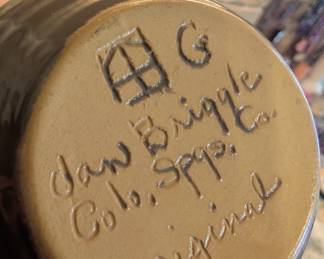 G
Van Briggle
Colo. Spgs. Co.
Original